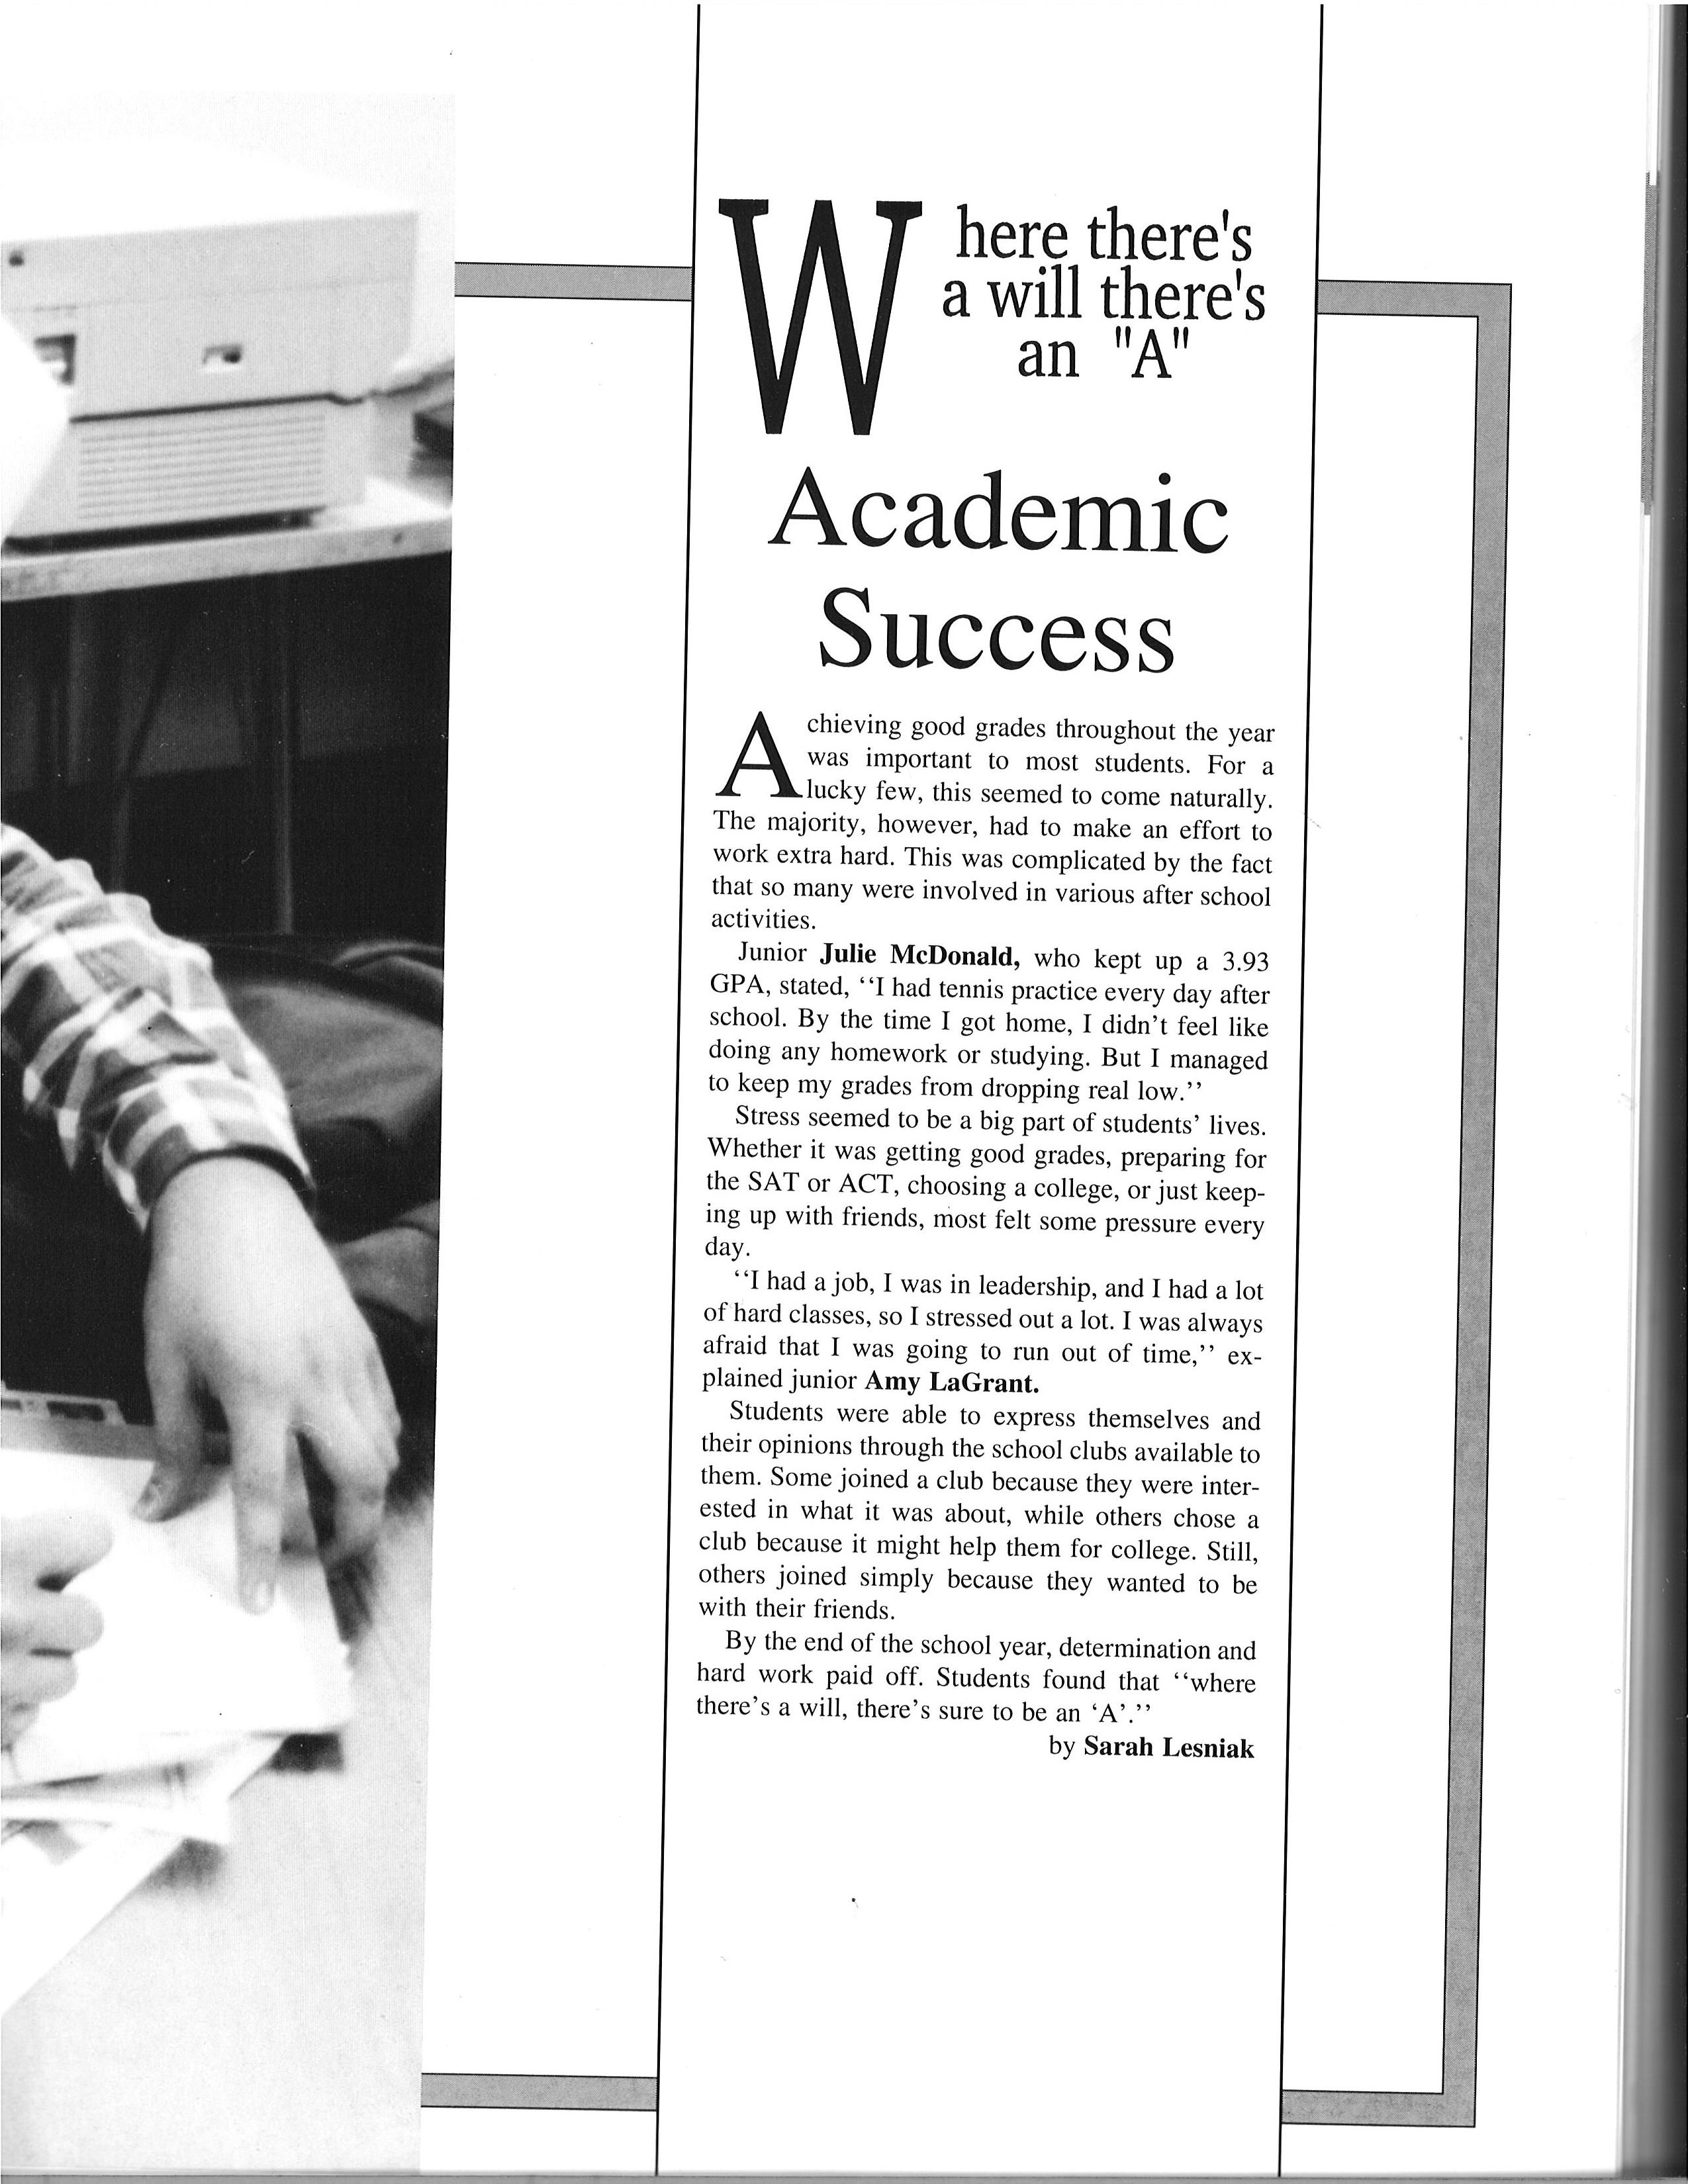 Where there's
a will there's
an "A"
Academic
Success
Achieving good grades throughout the year
was important to most students. For a
lucky few, this seemed to come naturally.
The majority, however, had to make an effort to
work extra hard. This was complicated by the fact
that so many were involved in various after school
activities.
Junior Julie McDonald, who kept up a 3.93
GPA, stated, ‘‘I had tennis practice every day after
school. By the time I got home, I didn’t feel like
doing any homework or studying. But I managed
to keep my grades from dropping real low.’’
Stress seemed to be a big part of students’ lives.
Whether it was getting good grades, preparing for
the SAT or ACT, choosing a college, or just keep-
ing up with friends, most felt some pressure every
day.
‘‘I had a job, I was in leadership, and I had a lot
of hard classes, so I stressed out a lot. I was always
afraid that I was going to run out of time,’’ ex-
plained junior Amy LaGrant.
Students were able to express themselves and
their opinions through the school clubs available to
them. Some joined a club because they were inter-
ested in what it was about, while others chose a
club because it might help them for college. Still,
others joined simply because they wanted to be
with their friends.
By the end of the school year, determination and
hard work paid off. Students found that ‘‘where
there’s a will, there’s sure to be an ‘A’.’’
by Sarah Lesniak